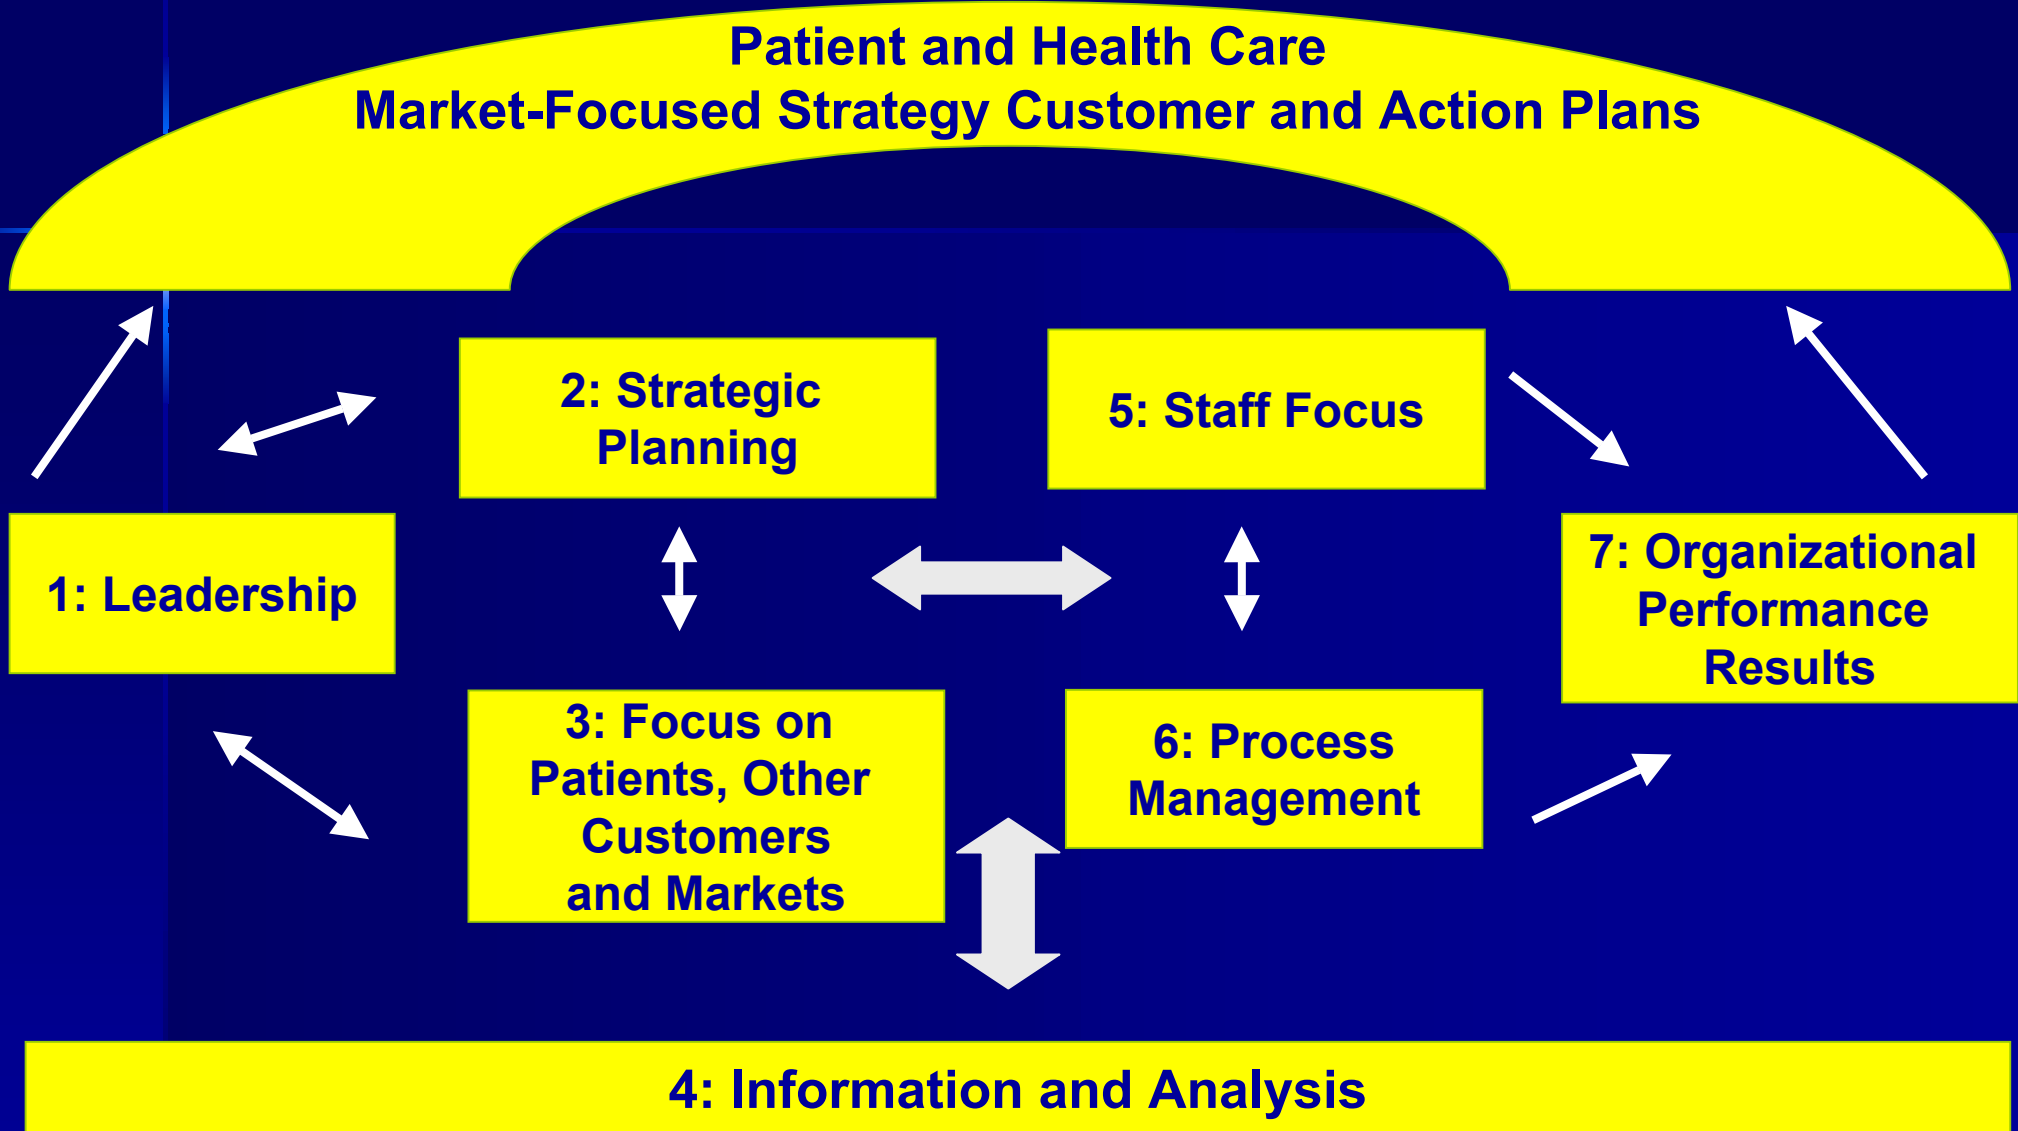 Patient and Health Care
Market-Focused Strategy Customer and Action Plans
2: Strategic
Planning
5: Staff Focus
1: Leadership
7: Organizational
Performance
Results
3: Focus on
Patients, Other
Customers
and Markets
6: Process
Management
4: Information and Analysis